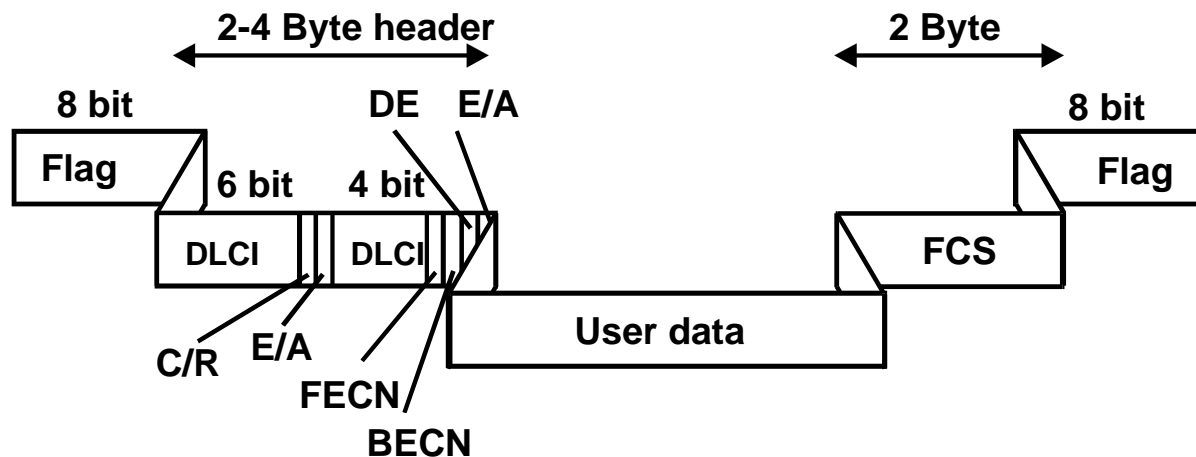 2-4 Byte header
2 Byte
8 bit
DE
E/A
8 bit
Flag
6 bit
4 bit
Flag
DLCI
DLCI
FCS
C/R
E/A
User data
FECN
BECN